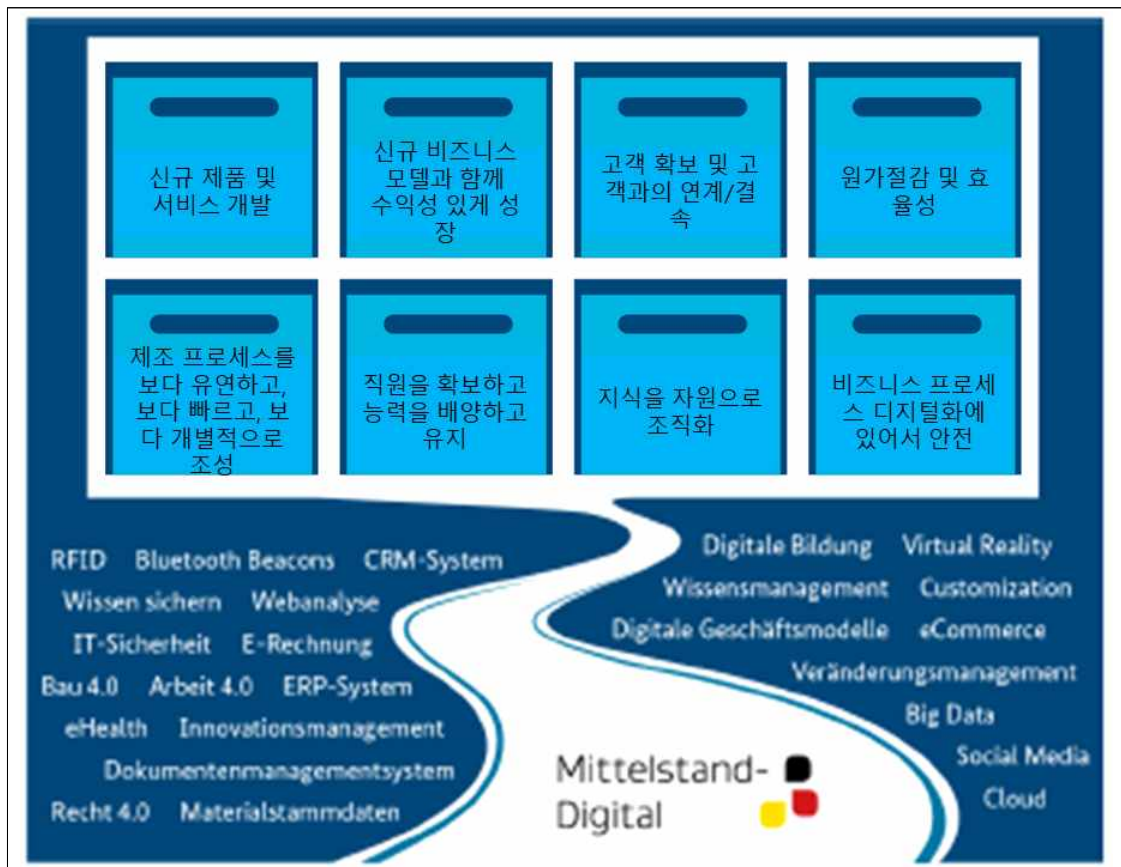 신규 제품 및
서비스 개발
신규 비즈니스
모델과 함께
수익성 있게 성
장
고객 확보 및 고
객과의 연계/결
속
원가절감 및 효
율성
제조 프로세스를
보다 유연하고,
보다 빠르고, 보
다 개별적으로
조성
직원을 확보하고
능력을 배양하고
유지
지식을 자원으로
조직화
비즈니스 프로세
스 디지털화에
있어서 안전
RFID Bluetooth Beacons CRM-System
Wissen sichern Webanalyse
IT-Sicherheit E-Rechnung
Bau 4.0 Arbeit 4.0 ERP-System
eHealth Innovationsmanagement
Dokumentenmanagementsystem
Recht 4.0 Materialstammdaten
Digitale Bildung Virtual Reality
Wissensmanagement Customization
Digitale Geschäftsmodelle eCommerce
Veränderungsmanagement
Big Data
Social Media
Cloud
Mittelstand-
Digital